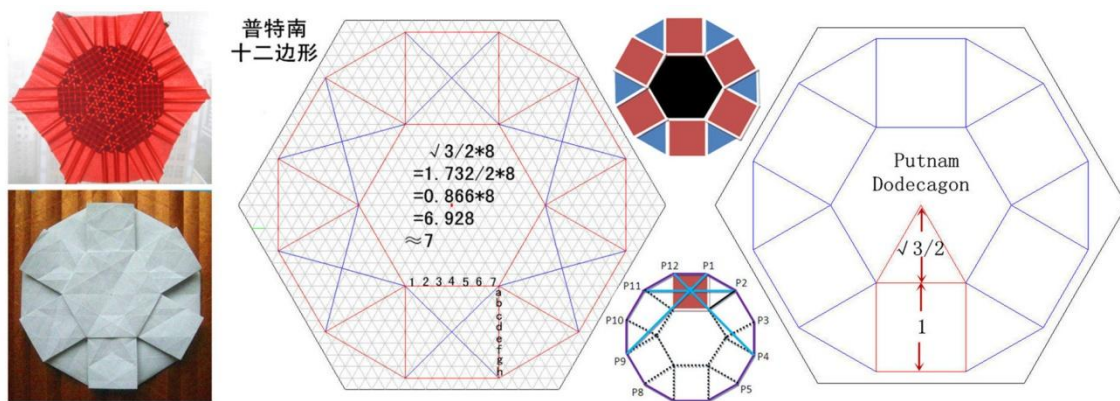 普特南
十二边形
√3/2*8
=1.732/2*8
=0.866*8
=6.928
≈7
1 2 3 4 5 6 7
a
b
c
d
e
f
g
h
P12 P1
P11 P2
P10 P3
P9 P4
P8 P5
Putnam
Dodecagon
√3/2
1